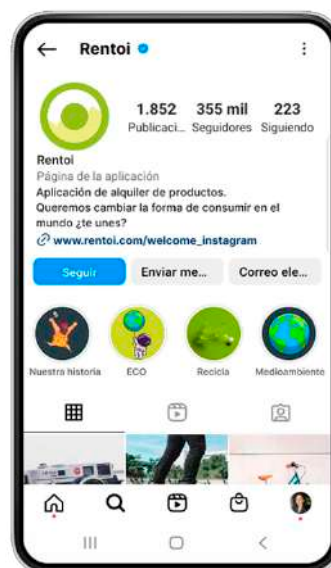 Rentoi
1.852 355 mil 223
Publicaci... Seguidores Siguiendo
Rentoi
Página de la aplicación
Aplicación de alquiler de productos.
Queremos cambiar la forma de consumir en el
mundo ¿te unes?
www.rentoi.com/welcome_instagram
Seguir Enviar me... Correo ele...
Nuestra historia ECO Recicla Medioambiente